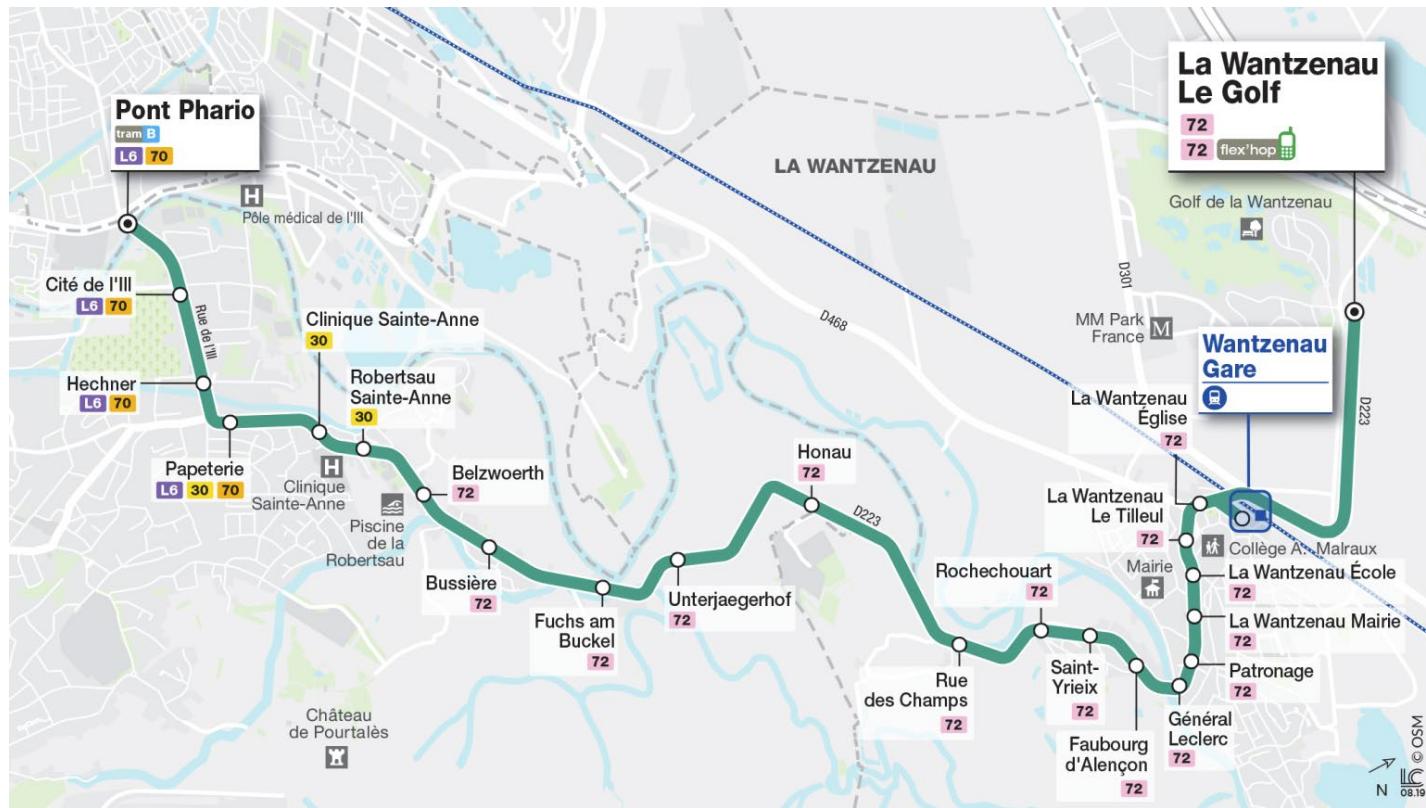 Pont Phario
tram B
L6 70
H
Pôle médical de l'Ill
Cité de l'Ill
L6 70
Rue de l'Ill
Hechner
L6 70
Papeterie
L6 30 70
Clinique Sainte-Anne
30
H
Clinique
Sainte-Anne
Robertsau
Sainte-Anne
30
Piscine
de la
Robertsau
Belzwoerth
72
Bussière
72
Château
de Pourtalès
Fuchs am
Buckel
72
Unterjaegerhof
72
LA WANTZENAU
D468
Honau
72
D223
Rue
des Champs
72
Rochechouart
72
Saint-
Yrieix
72
Faubourg
d'Alençon
72
Général
Leclerc
72
Patronage
72
La Wantzenau Mairie
72
La Wantzenau École
72
Mairie
Collège A. Malraux
La Wantzenau
Le Tilleul
72
La Wantzenau
Église
72
Wantzenau
Gare
MM Park
France
M
D301
Golf de la Wantzenau
La Wantzenau
Le Golf
72
72 flex'hop
D223
N
© OSM
08.19